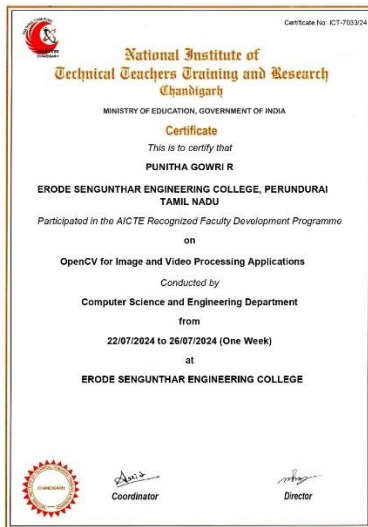 Certificate No: ICT-7033/24
National Institute of
Technical Teachers Training and Research
Chandigarh
MINISTRY OF EDUCATION, GOVERNMENT OF INDIA
Certificate
This is to certify that
PUNITHA GOWRI R
ERODE SENGUNTHAR ENGINEERING COLLEGE, PERUNDURAI
TAMIL NADU
Participated in the AICTE Recognized Faculty Development Programme
on
OpenCV for Image and Video Processing Applications
Conducted by
Computer Science and Engineering Department
from
22/07/2024 to 26/07/2024 (One Week)
at
ERODE SENGUNTHAR ENGINEERING COLLEGE
CHANDIGARH
Coordinator
Director